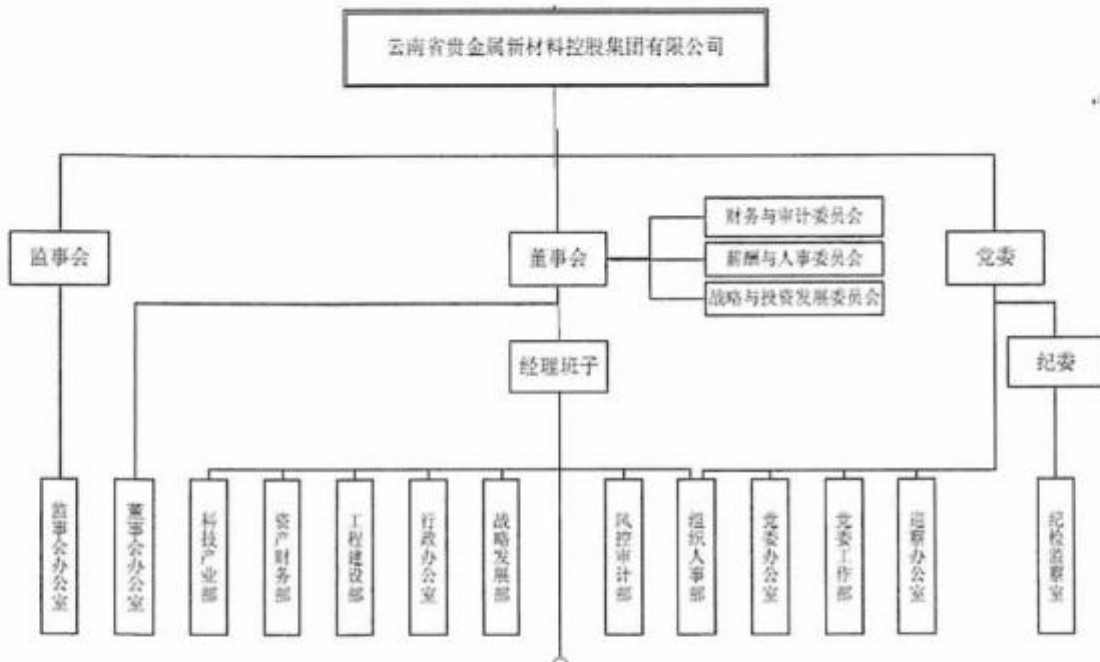 云南省贵金属新材料控股集团有限公司
财务与审计委员会
监事会
董事会
薪酬与人事委员会
党委
战略与投资发展委员会
经理班子
纪委
监事会办公室
董事会办公室
科技产业部
资产财务部
工程建设部
行政办公室
战略发展部
风控审计部
组织人事部
党委办公室
党委工作部
巡察办公室
纪检监察室